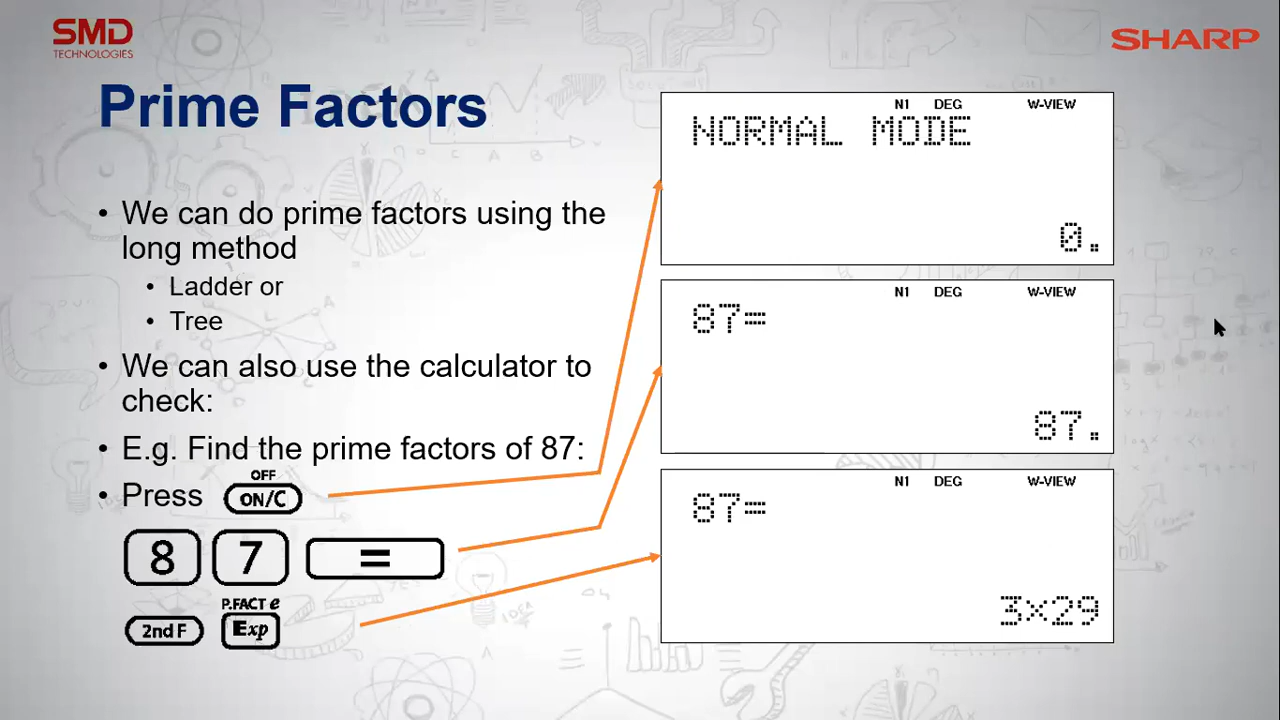 SMD
TECHNOLOGIES
SHARP
Prime Factors
• We can do prime factors using the
long method
• Ladder or
• Tree
• We can also use the calculator to
check:
• E.g. Find the prime factors of 87:
• Press
OFF
ON/C
8 7 =
P.FACT e
2nd F Exp
N1 DEG W-VIEW
NORMAL MODE
0.
N1 DEG W-VIEW
87=
87.
N1 DEG W-VIEW
87=
3×29